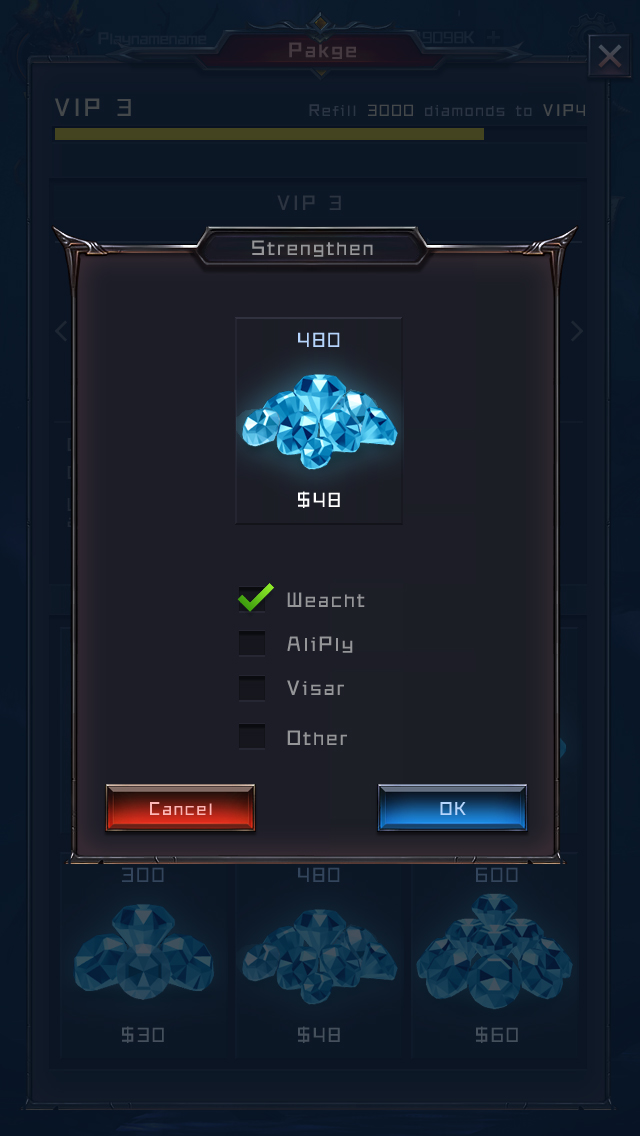 Playnamename
9098K +
Pakge
VIP 3
Refill 3000 diamonds to VIP4
VIP 3
Strengthen
480
$48
Weacht
AliPly
Visar
Other
Cancel
OK
300
480
600
$30
$48
$60